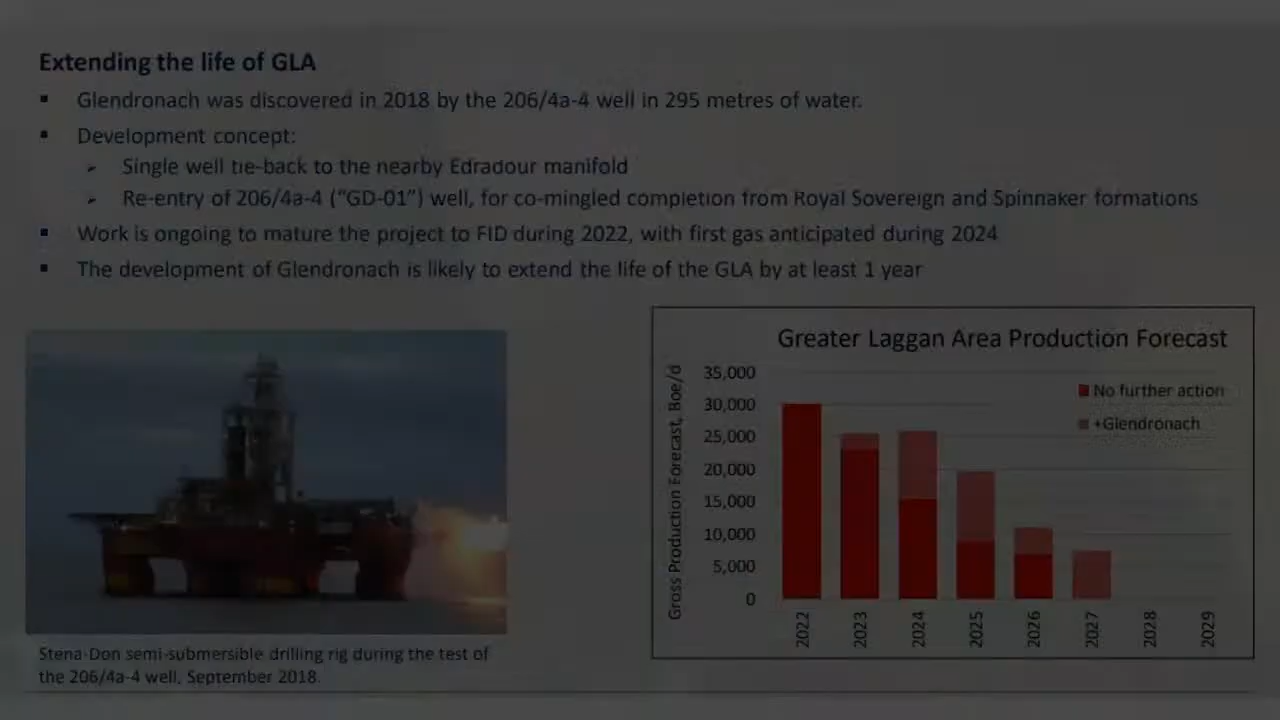 Extending the life of GLA
▪ Glendronach was discovered in 2018 by the 206/4a-4 well in 295 metres of water.
▪ Development concept:
➢ Single well tie-back to the nearby Edradour manifold
➢ Re-entry of 206/4a-4 (“GD-01”) well, for co-mingled completion from Royal Sovereign and Spinnaker formations
▪ Work is ongoing to mature the project to FID during 2022, with first gas anticipated during 2024
▪ The development of Glendronach is likely to extend the life of the GLA by at least 1 year
Stena-Don semi-submersible drilling rig during the test of
the 206/4a-4 well, September 2018.
Greater Laggan Area Production Forecast
Gross Production Forecast, Boe/d
35,000
30,000
25,000
20,000
15,000
10,000
5,000
0
No further action
+Glendronach
2022
2023
2024
2025
2026
2027
2028
2029